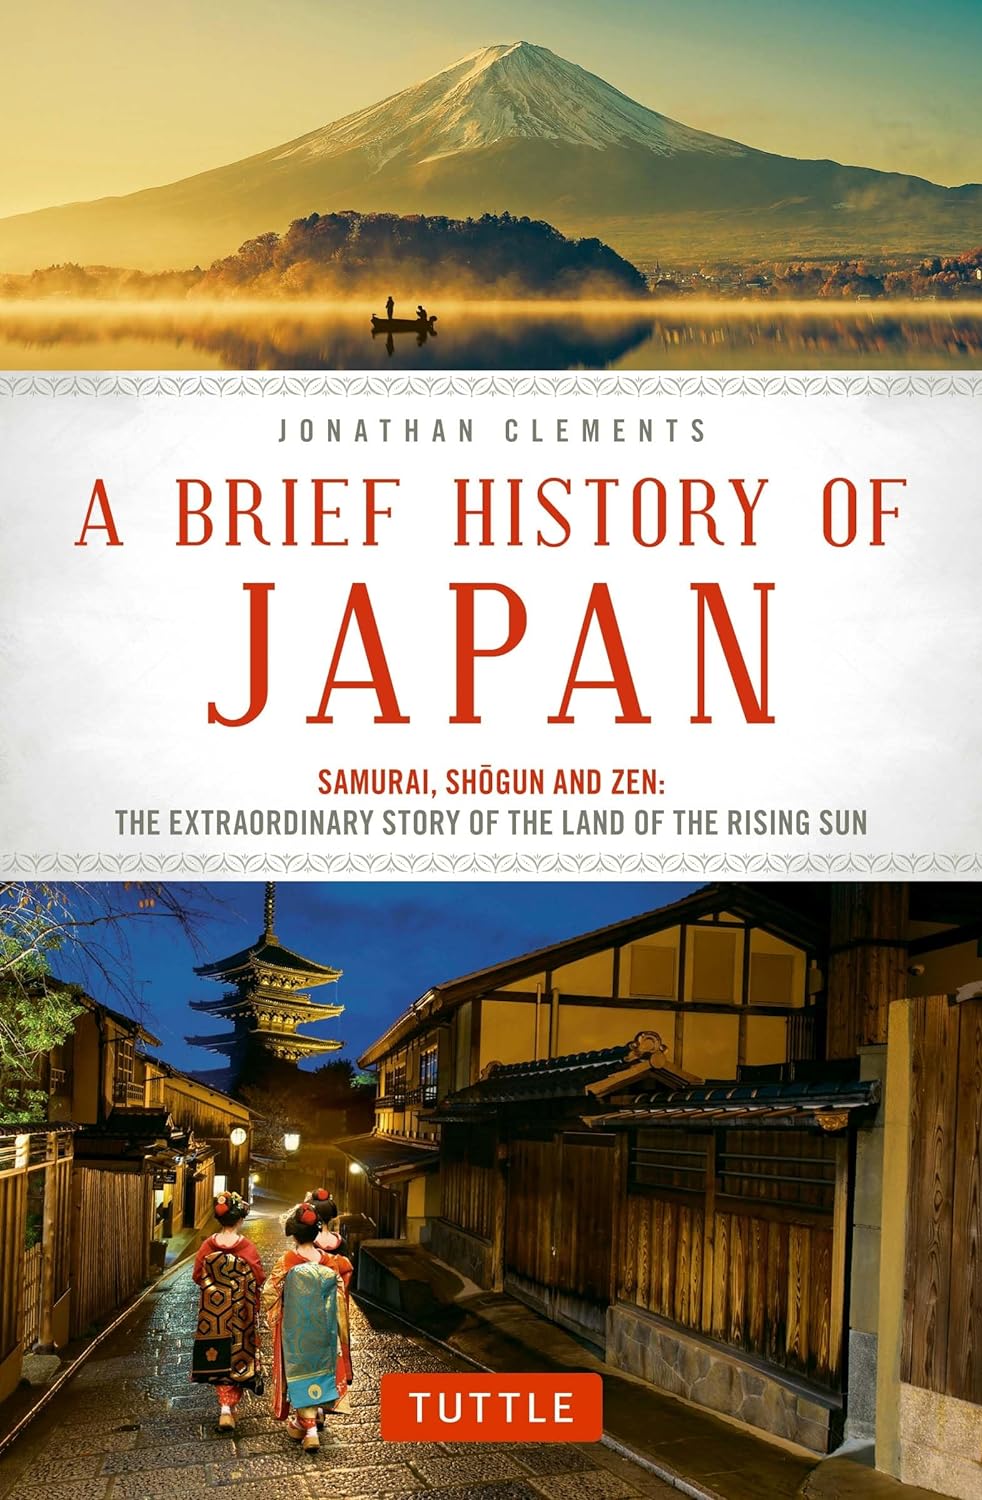 JONATHAN CLEMENTS
A BRIEF HISTORY OF
JAPAN
SAMURAI, SHŌGUN AND ZEN:
THE EXTRAORDINARY STORY OF THE LAND OF THE RISING SUN
TUTTLE